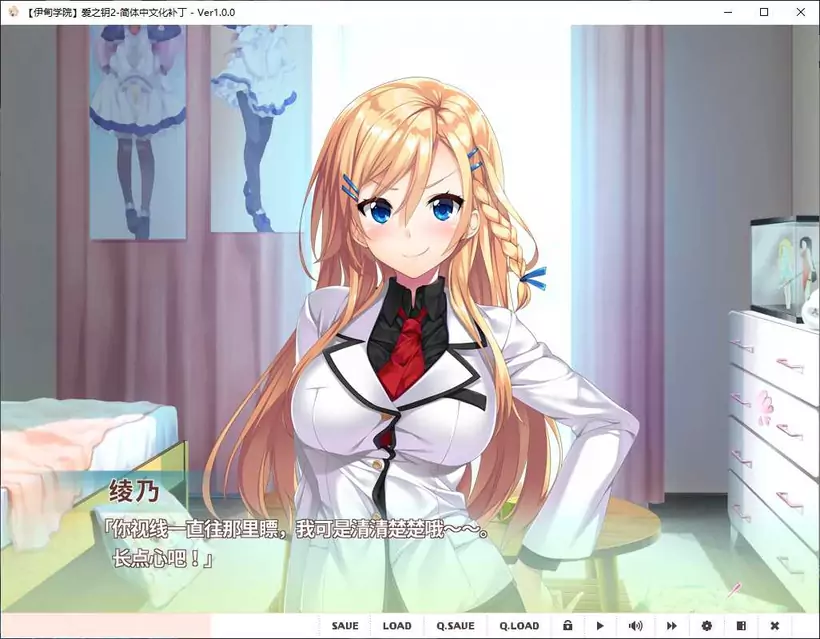 【伊甸学院】爱之钥2-简体中文化补丁 - Ver1.0.0
绫乃
「你视线一直往那里瞟，我可是清清楚楚哦～～。
长点心吧！」
SAVE LOAD Q.SAVE Q.LOAD